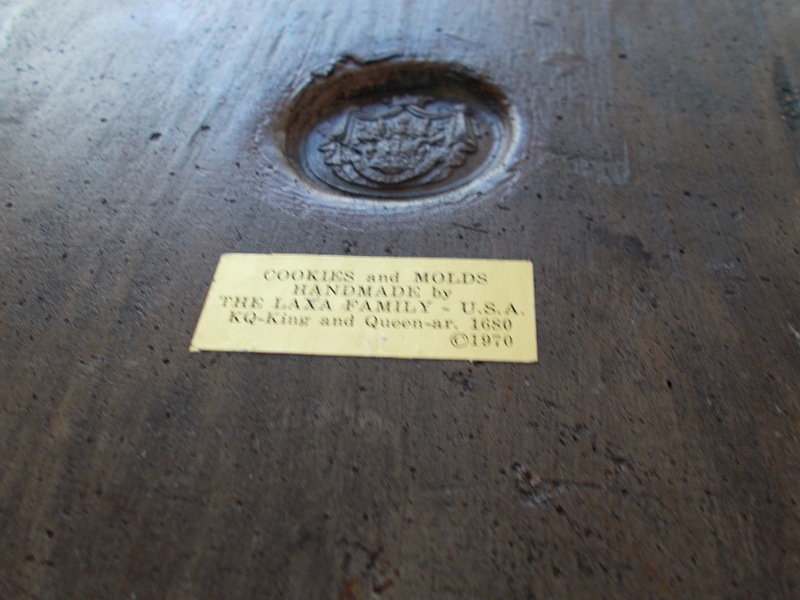 COOKIES and MOLDS
HANDMADE by
THE LAXA FAMILY - U.S.A.
KQ-King and Queen-ar. 1680
©1970